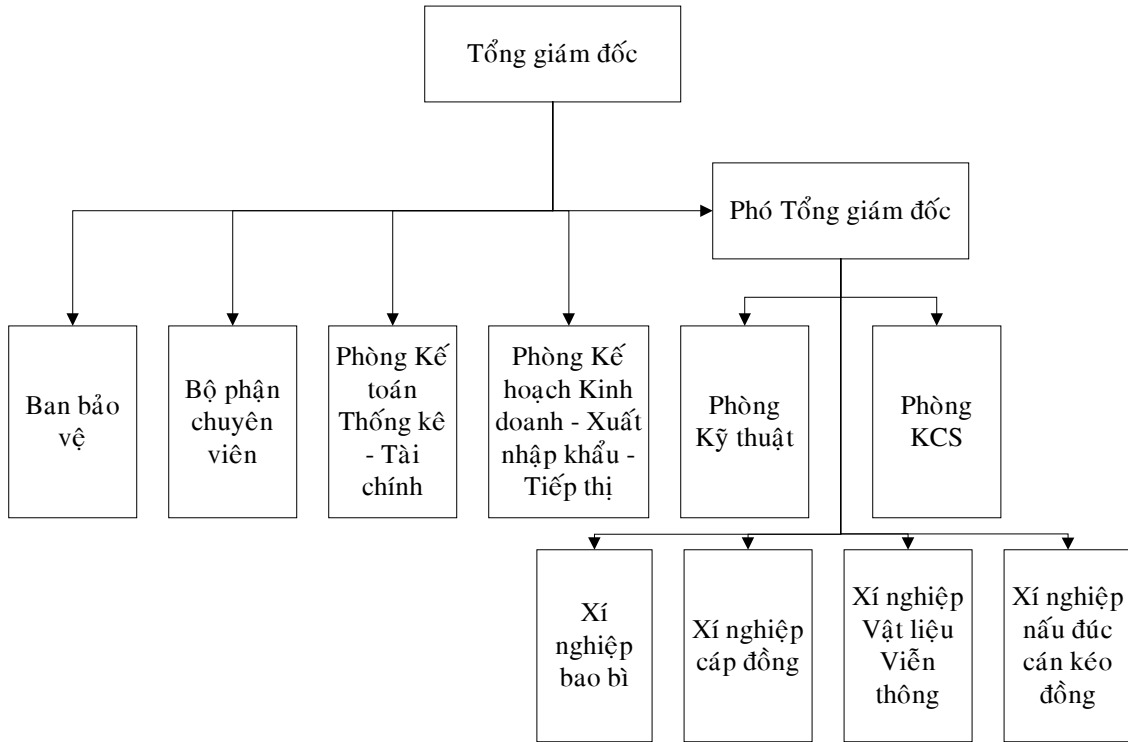 Tổng giám đốc
Phó Tổng giám đốc
Ban bảo
vệ
Bộ phận
chuyên
viên
Phòng Kế
toán
Thống kê
- Tài
chính
Phòng Kế
hoạch Kinh
doanh - Xuất
nhập khẩu -
Tiếp thị
Phòng
Kỹ thuật
Phòng
KCS
Xí
nghiệp
bao bì
Xí nghiệp
cáp đồng
Xí nghiệp
Vật liệu
Viễn
thông
Xí nghiệp
nấu đúc
cán kéo
đồng